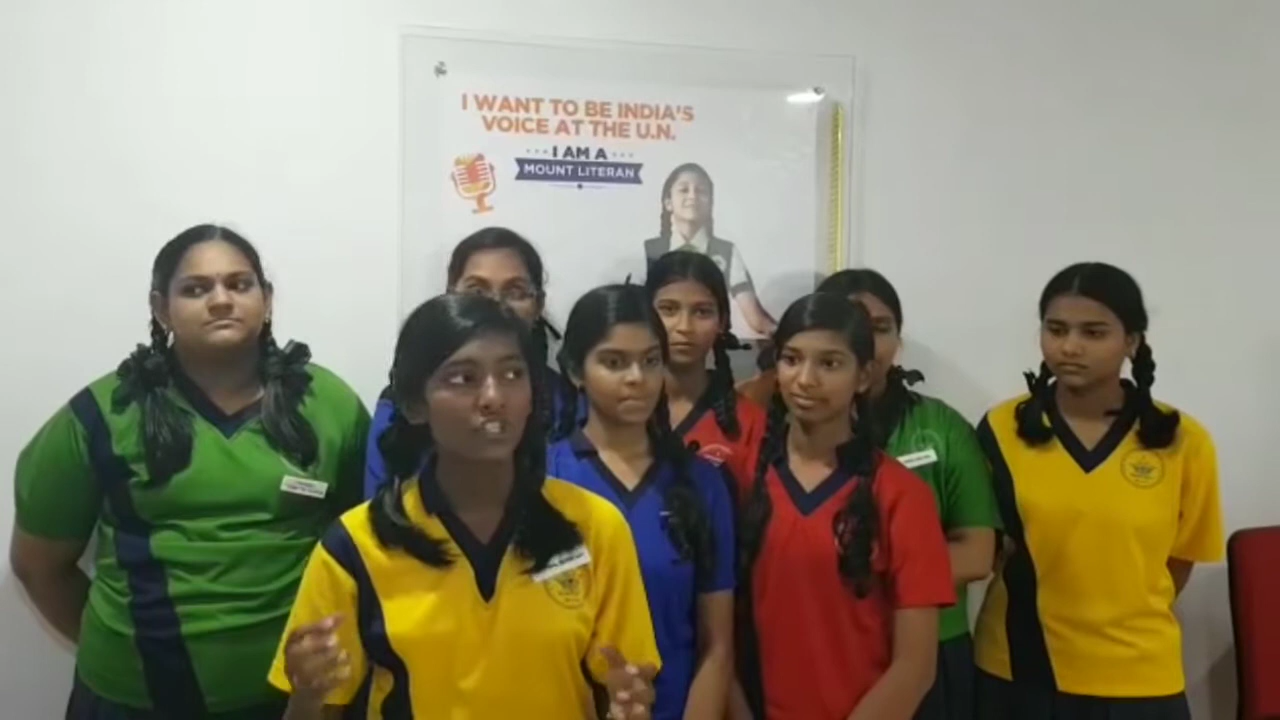 I WANT TO BE INDIA'S
VOICE AT THE U.N.
I AM A
MOUNT LITERAN